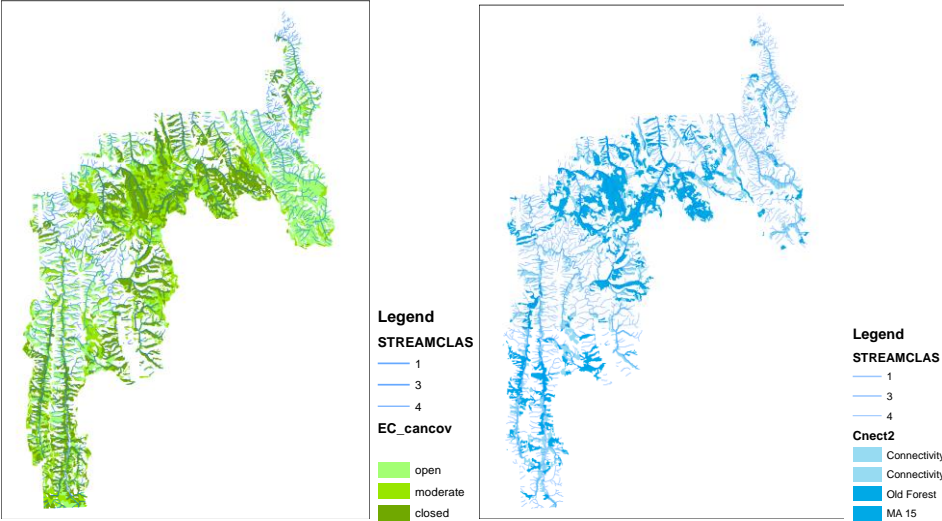 Legend
STREAMCLAS
1
3
4
EC_cancov
open
moderate
closed
Legend
STREAMCLAS
1
3
4
Cnect2
Connectivity
Connectivity
Old Forest
MA 15